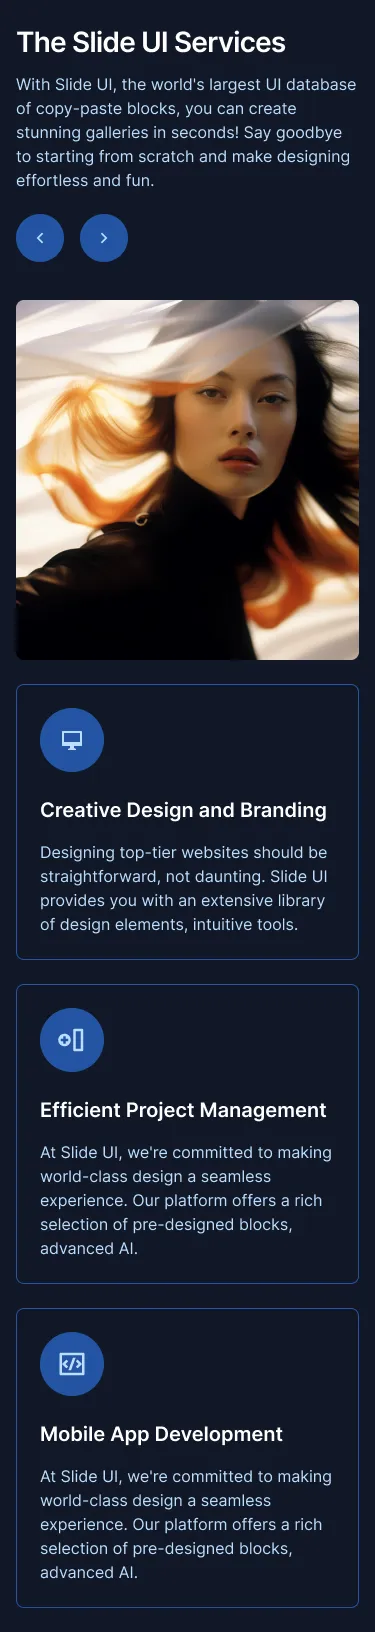 The Slide UI Services
With Slide UI, the world's largest UI database
of copy-paste blocks, you can create
stunning galleries in seconds! Say goodbye
to starting from scratch and make designing
effortless and fun.
Creative Design and Branding
Designing top-tier websites should be
straightforward, not daunting. Slide UI
provides you with an extensive library
of design elements, intuitive tools.
Efficient Project Management
At Slide UI, we're committed to making
world-class design a seamless
experience. Our platform offers a rich
selection of pre-designed blocks,
advanced AI.
Mobile App Development
At Slide UI, we're committed to making
world-class design a seamless
experience. Our platform offers a rich
selection of pre-designed blocks,
advanced AI.